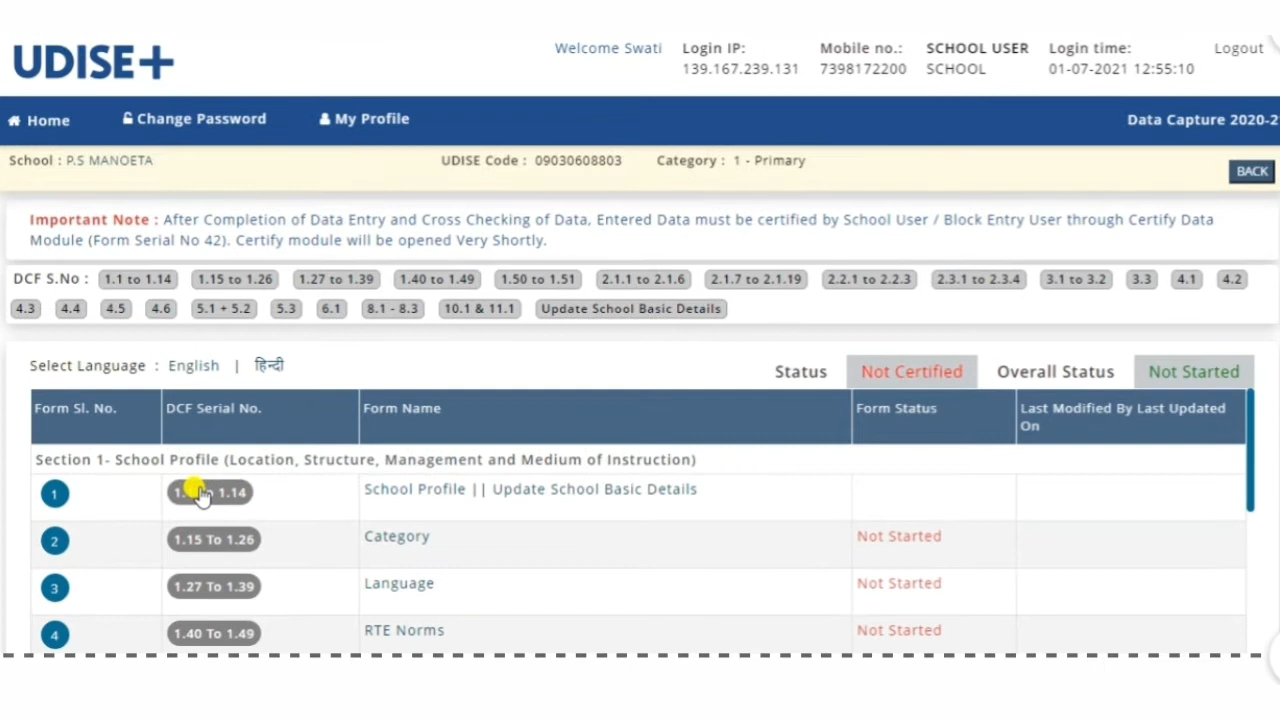 UDISE+
Welcome Swati
Login IP:
139.167.239.131
Mobile no.:
7398172200
SCHOOL USER
SCHOOL
Login time:
01-07-2021 12:55:10
Logout
Home
Change Password
My Profile
Data Capture 2020-2
School : P.S MANOETA
UDISE Code : 09030608803
Category : 1 - Primary
BACK
Important Note : After Completion of Data Entry and Cross Checking of Data, Entered Data must be certified by School User / Block Entry User through Certify Data
Module (Form Serial No 42). Certify module will be opened Very Shortly.
DCF S.No : 1.1 to 1.14 1.15 to 1.26 1.27 to 1.39 1.40 to 1.49 1.50 to 1.51 2.1.1 to 2.1.6 2.1.7 to 2.1.19 2.2.1 to 2.2.3 2.3.1 to 2.3.4 3.1 to 3.2 3.3 4.1 4.2
4.3 4.4 4.5 4.6 5.1 + 5.2 5.3 6.1 8.1 - 8.3 10.1 & 11.1 Update School Basic Details
Select Language : English | हिन्दी
Status Not Certified Overall Status Not Started
Form Sl. No. DCF Serial No. Form Name Form Status Last Modified By Last Updated
On
Section 1- School Profile (Location, Structure, Management and Medium of Instruction)
1 1.14 School Profile || Update School Basic Details
2 1.15 To 1.26 Category Not Started
3 1.27 To 1.39 Language Not Started
4 1.40 To 1.49 RTE Norms Not Started